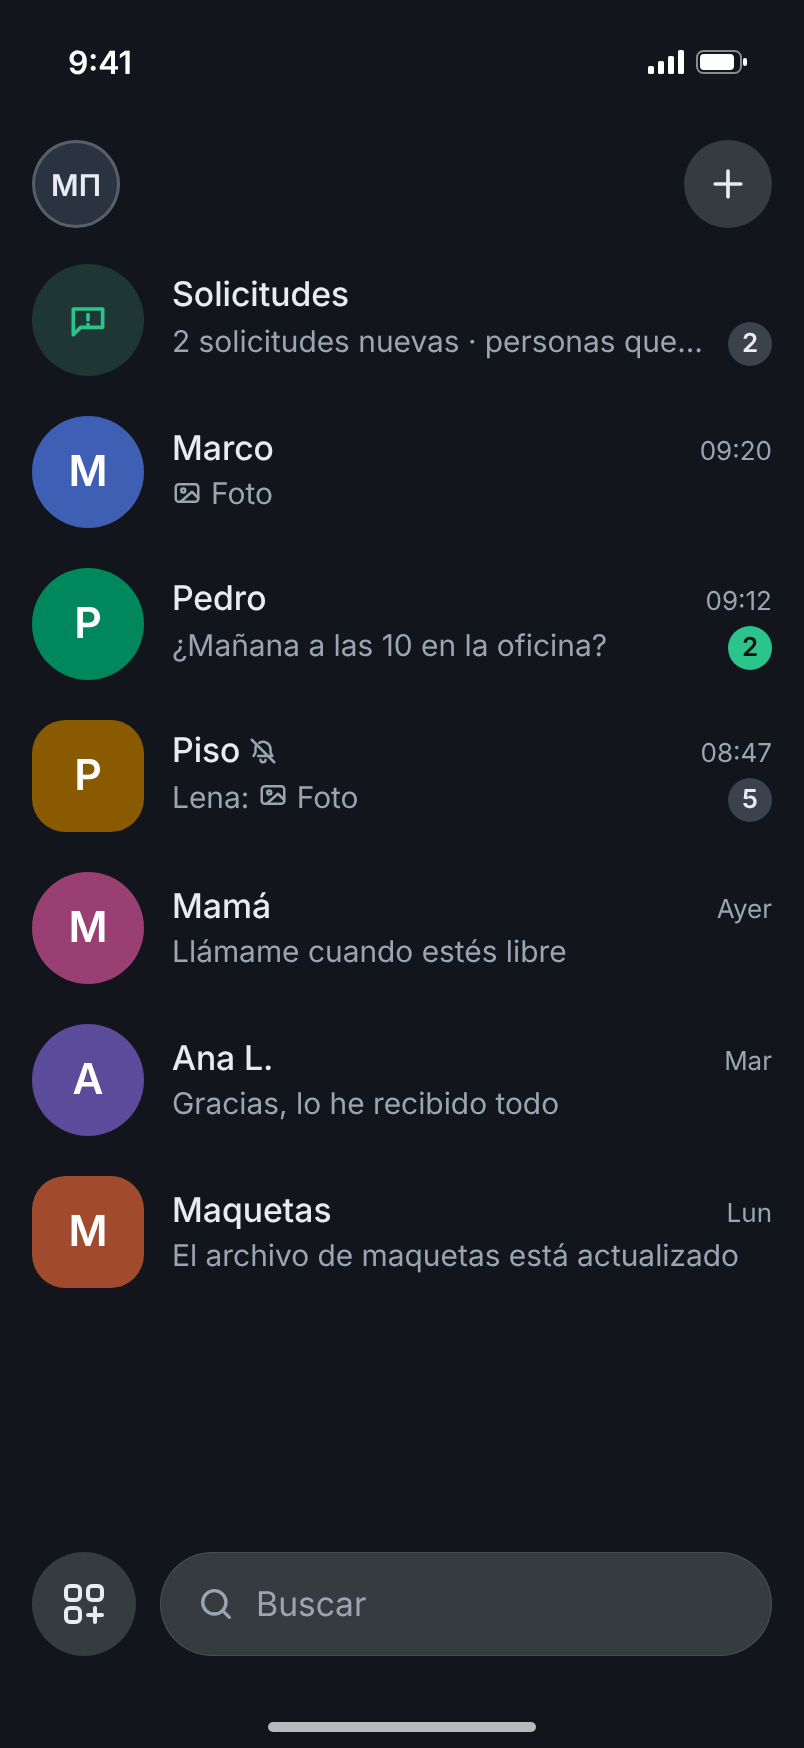 9:41
МП
Solicitudes
2 solicitudes nuevas · personas que...
2
M
Marco
09:20
Foto
P
Pedro
09:12
¿Mañana a las 10 en la oficina?
2
P
Piso
08:47
Lena: Foto
5
M
Mamá
Ayer
Llámame cuando estés libre
A
Ana L.
Mar
Gracias, lo he recibido todo
M
Maquetas
Lun
El archivo de maquetas está actualizado
Buscar